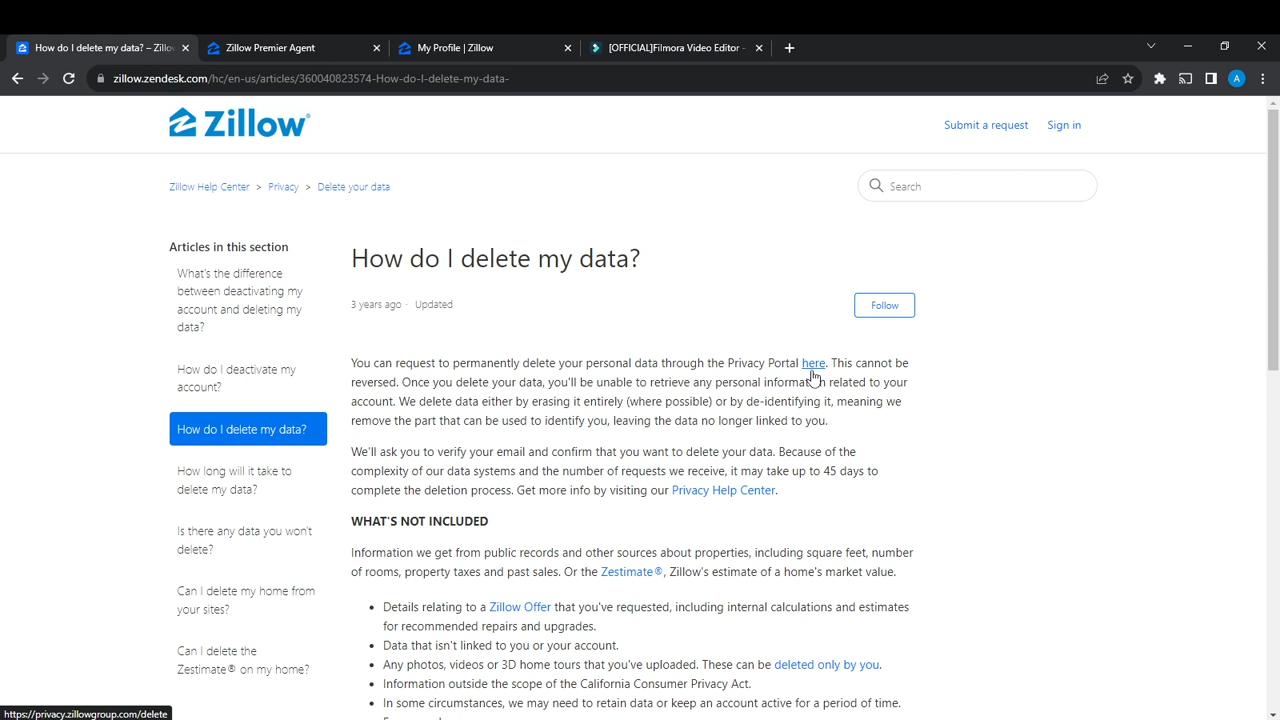 How do I delete my data? – Zillow
Zillow Premier Agent
My Profile | Zillow
[OFFICIAL]Filmora Video Editor -
zillow.zendesk.com/hc/en-us/articles/360040823574-How-do-I-delete-my-data-
A
Zillow
Submit a request
Sign in
Zillow Help Center > Privacy > Delete your data
Search
Articles in this section
What's the difference
between deactivating my
account and deleting my
data?
How do I deactivate my
account?
How do I delete my data?
How long will it take to
delete my data?
Is there any data you won't
delete?
Can I delete my home from
your sites?
Can I delete the
Zestimate® on my home?
How do I delete my data?
3 years ago · Updated
Follow
You can request to permanently delete your personal data through the Privacy Portal here. This cannot be
reversed. Once you delete your data, you'll be unable to retrieve any personal information related to your
account. We delete data either by erasing it entirely (where possible) or by de-identifying it, meaning we
remove the part that can be used to identify you, leaving the data no longer linked to you.
We'll ask you to verify your email and confirm that you want to delete your data. Because of the
complexity of our data systems and the number of requests we receive, it may take up to 45 days to
complete the deletion process. Get more info by visiting our Privacy Help Center.
WHAT'S NOT INCLUDED
Information we get from public records and other sources about properties, including square feet, number
of rooms, property taxes and past sales. Or the Zestimate®, Zillow's estimate of a home's market value.
• Details relating to a Zillow Offer that you've requested, including internal calculations and estimates
for recommended repairs and upgrades.
• Data that isn't linked to you or your account.
• Any photos, videos or 3D home tours that you've uploaded. These can be deleted only by you.
• Information outside the scope of the California Consumer Privacy Act.
• In some circumstances, we may need to retain data or keep an account active for a period of time.
https://privacy.zillowgroup.com/delete